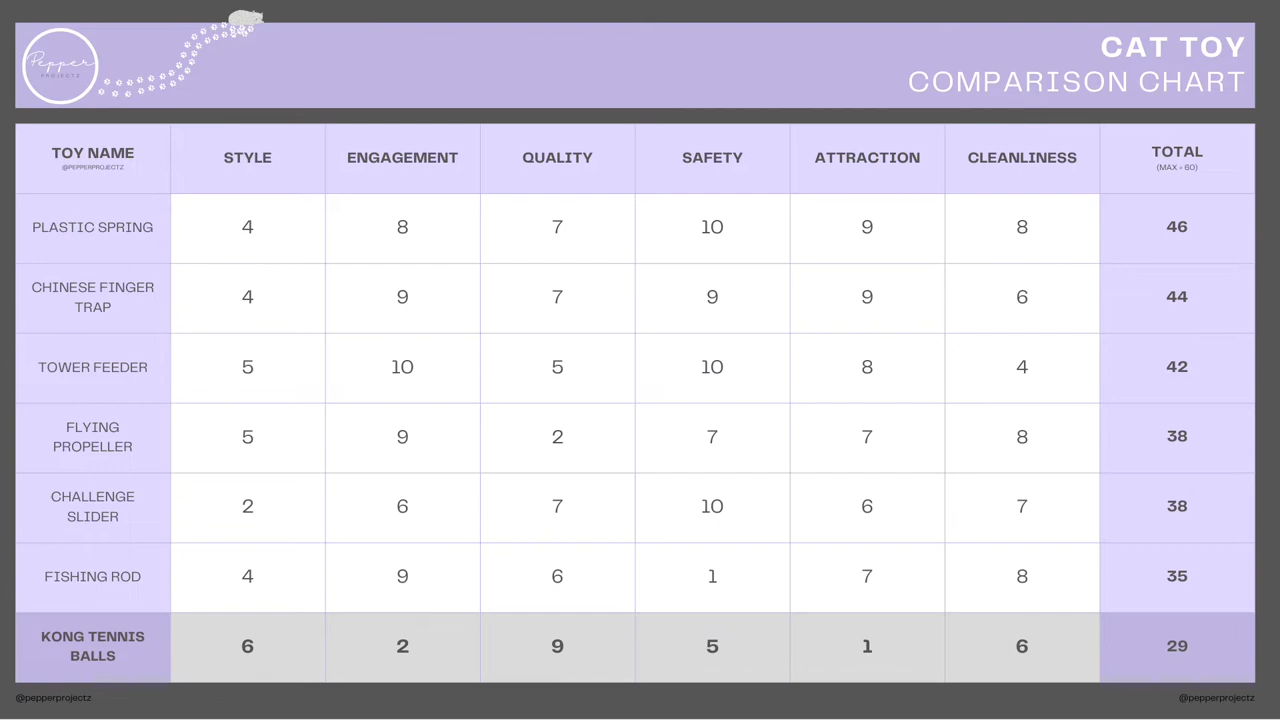 Pepper
PROJECTZ
CAT TOY
COMPARISON CHART
TOY NAME STYLE ENGAGEMENT QUALITY SAFETY ATTRACTION CLEANLINESS TOTAL
@PEPPERPROJECTZ (MAX = 60)
PLASTIC SPRING 4 8 7 10 9 8 46
CHINESE FINGER
TRAP 4 9 7 9 9 6 44
TOWER FEEDER 5 10 5 10 8 4 42
FLYING
PROPELLER 5 9 2 7 7 8 38
CHALLENGE
SLIDER 2 6 7 10 6 7 38
FISHING ROD 4 9 6 1 7 8 35
KONG TENNIS
BALLS 6 2 9 5 1 6 29
@pepperprojectz @pepperprojectz